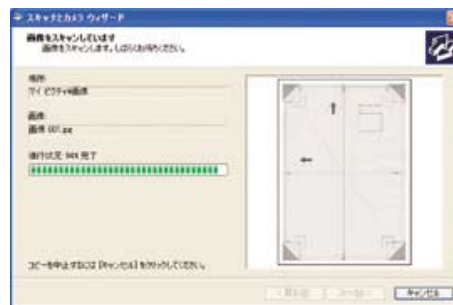 スキャナとカメラ ウィザード
画像をスキャンしています
画像をスキャンします。しばらくお待ちください。
場所:
マイ ピクチャ¥画像
画像:
画像 001.jpg
進行状況: 94% 完了
コピーを中止するには [キャンセル] をクリックしてください。
キャンセル